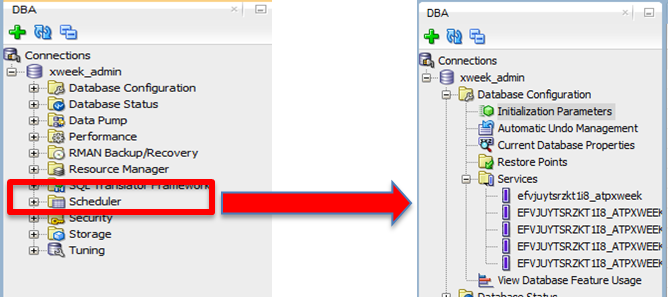 DBA
Connections
xweek_admin
Database Configuration
Database Status
Data Pump
Performance
RMAN Backup/Recovery
Resource Manager
SQL Translator Framework
Scheduler
Security
Storage
Tuning
DBA
Connections
xweek_admin
Database Configuration
Initialization Parameters
Automatic Undo Management
Current Database Properties
Restore Points
Services
efvjuytsrzkt1i8_atpxweek
EFVJUYTSRZKT1I8_ATPXWEEK
EFVJUYTSRZKT1I8_ATPXWEEK
EFVJUYTSRZKT1I8_ATPXWEEK
EFVJUYTSRZKT1I8_ATPXWEEK
View Database Feature Usage
Database Status